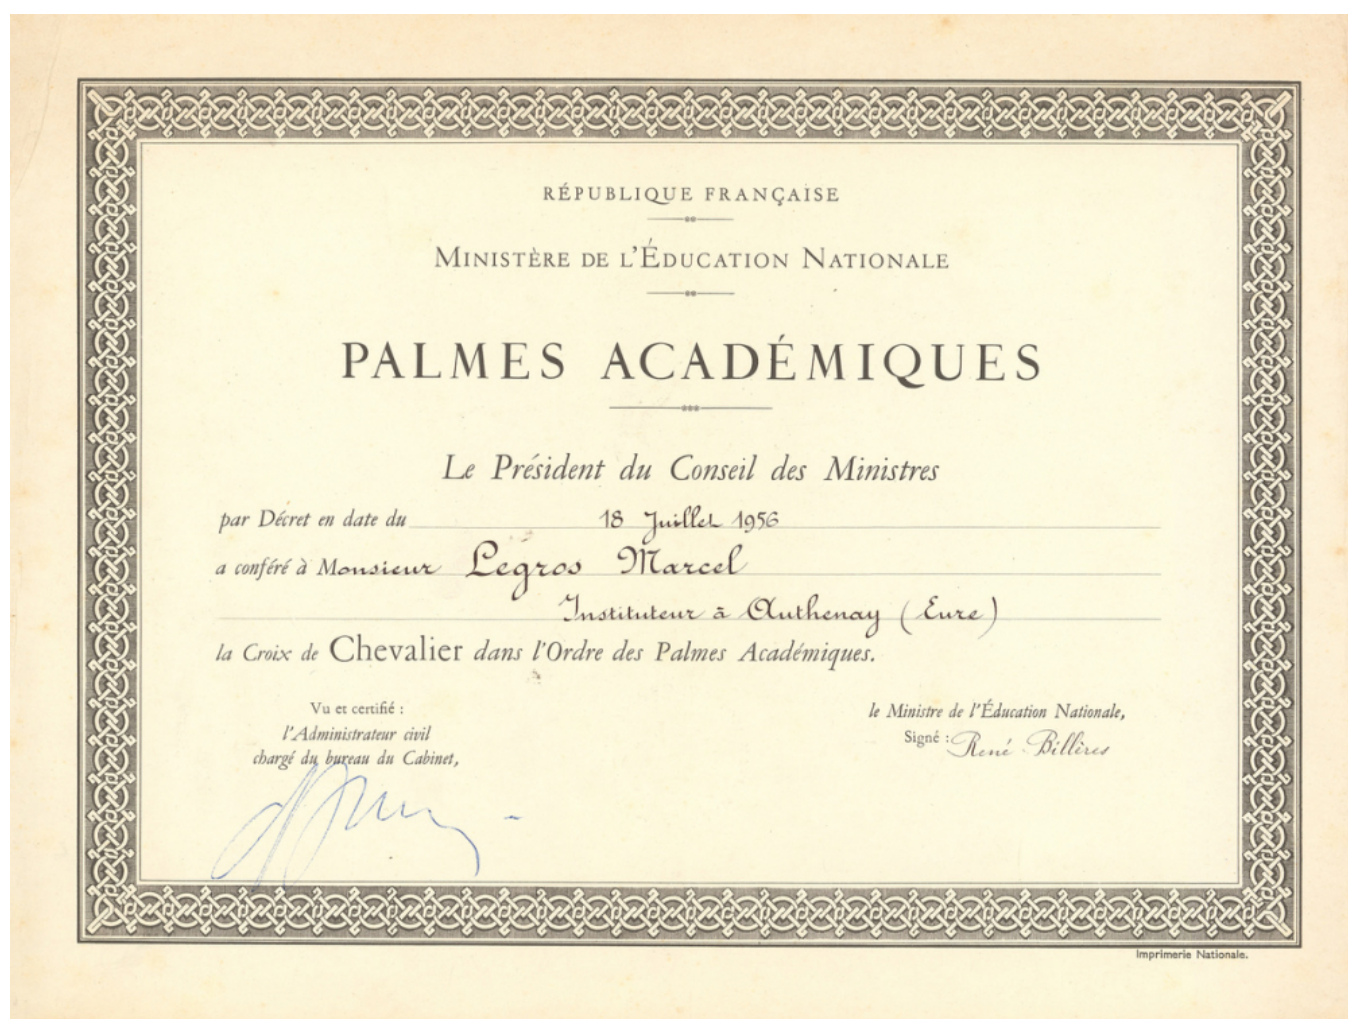 RÉPUBLIQUE FRANÇAISE
MINISTÈRE DE L'ÉDUCATION NATIONALE
PALMES ACADÉMIQUES
Le Président du Conseil des Ministres
par Décret en date du 18 Juillet 1956
a conféré à Monsieur Legros Marcel
Instituteur à Authenay (Eure)
la Croix de Chevalier dans l'Ordre des Palmes Académiques.
Vu et certifié :
l'Administrateur civil
chargé du bureau du Cabinet,
le Ministre de l'Éducation Nationale,
Signé : René Billères
Imprimerie Nationale.